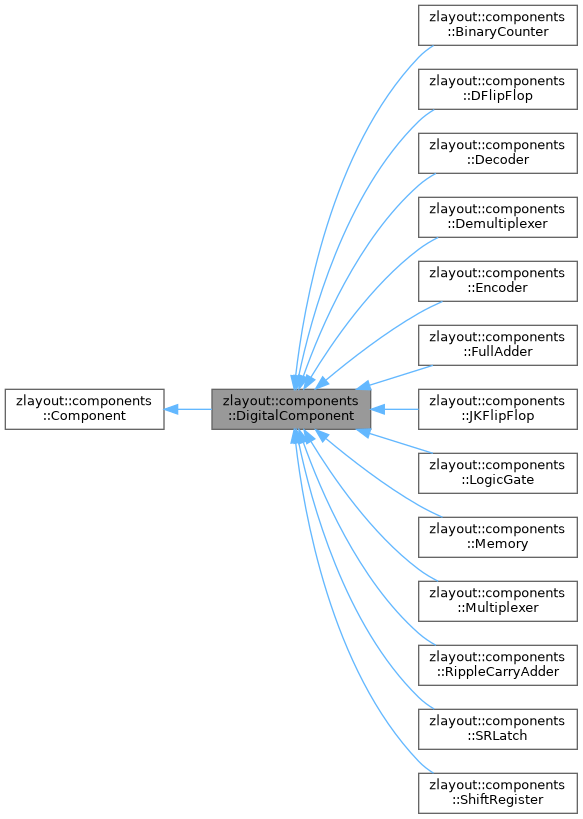 zlayout::components
::BinaryCounter
zlayout::components
::DFlipFlop
zlayout::components
::Decoder
zlayout::components
::Demultiplexer
zlayout::components
::Encoder
zlayout::components
::FullAdder
zlayout::components
::Component
zlayout::components
::DigitalComponent
zlayout::components
::JKFlipFlop
zlayout::components
::LogicGate
zlayout::components
::Memory
zlayout::components
::Multiplexer
zlayout::components
::RippleCarryAdder
zlayout::components
::SRLatch
zlayout::components
::ShiftRegister